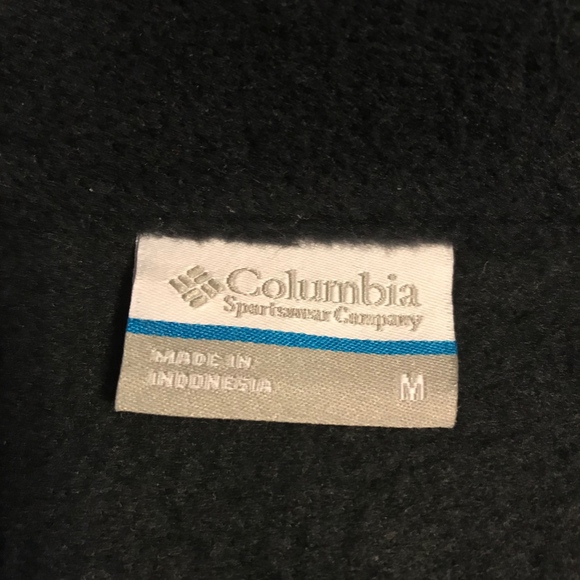 Columbia
Sportswear Company
MADE IN
INDONESIA
M